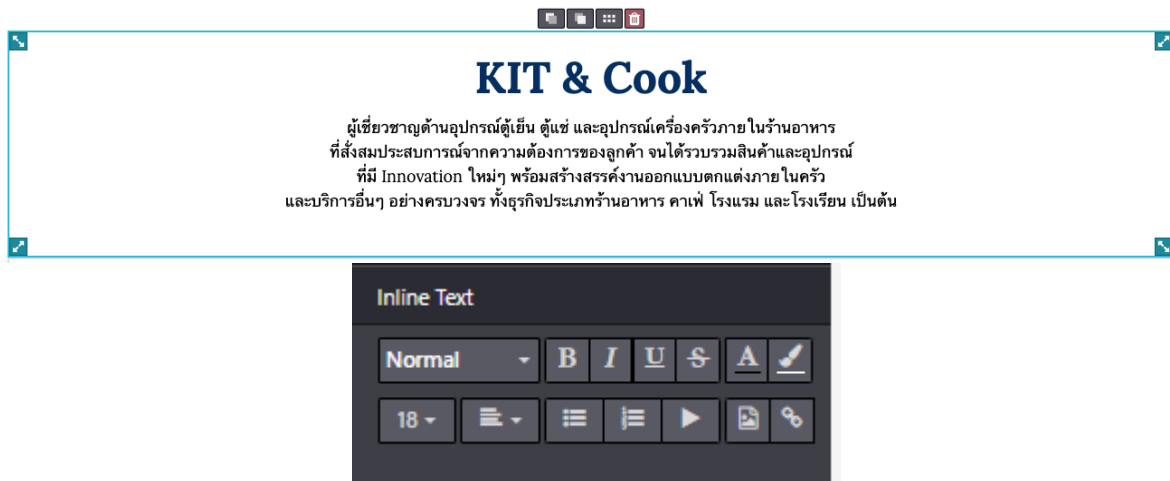 KIT & Cook
ผู้เชี่ยวชาญด้านอุปกรณ์ตู้เย็น ตู้แช่ และอุปกรณ์เครื่องครัวภายในร้านอาหาร
ที่สั่งสมประสบการณ์จากความต้องการของลูกค้า จนได้รวบรวมสินค้าและอุปกรณ์
ที่มี Innovation ใหม่ๆ พร้อมสร้างสรรค์งานออกแบบตกแต่งภายในครัว
และบริการอื่นๆ อย่างครบวงจร ทั้งธุรกิจประเภทร้านอาหาร คาเฟ่ โรงแรม และโรงเรียน เป็นต้น
Inline Text
Normal B I U S A
18